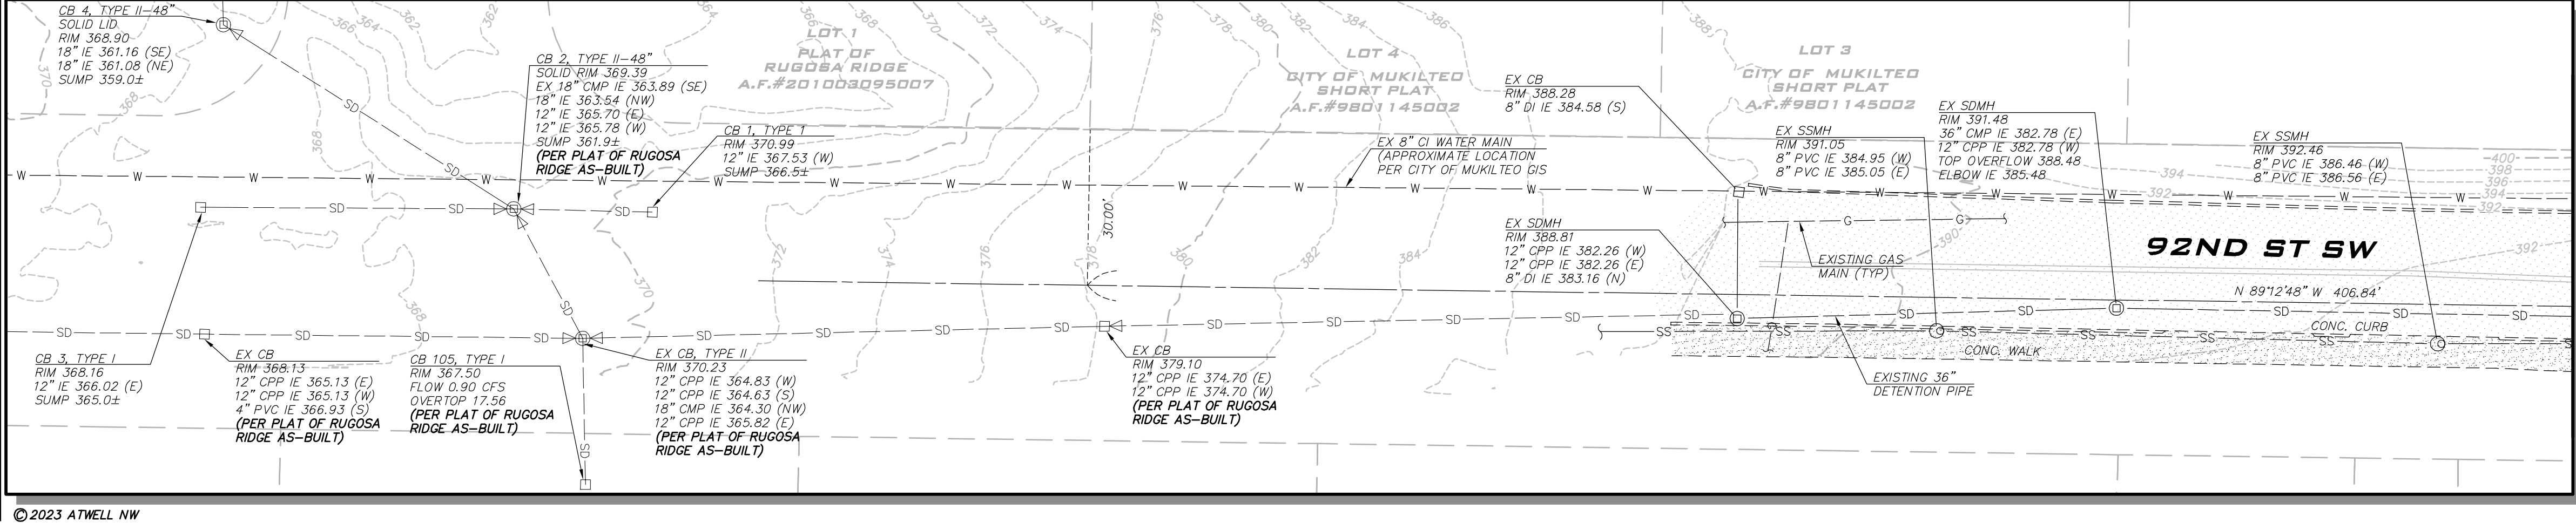 CB 4, TYPE II-48"
SOLID LID
RIM 368.90
18" IE 361.16 (SE)
18" IE 361.08 (NE)
SUMP 359.0±
CB 2, TYPE II-48"
SOLID RIM 369.39
EX 18" CMP IE 363.89 (SE)
18" IE 363.54 (NW)
12" IE 365.70 (E)
12" IE 365.78 (W)
SUMP 361.9±
(PER PLAT OF RUGOSA
RIDGE AS-BUILT)
CB 1, TYPE 1
RIM 370.99
12" IE 367.53 (W)
SUMP 366.5±
LOT 1
PLAT OF
RUGOSA RIDGE
A.F.#201003095007
LOT 4
CITY OF MUKILTEO
SHORT PLAT
A.F.#9801145002
LOT 3
CITY OF MUKILTEO
SHORT PLAT
A.F.#9801145002
EX 8" CI WATER MAIN
(APPROXIMATE LOCATION
PER CITY OF MUKILTEO GIS
EX CB
RIM 388.28
8" DI IE 384.58 (S)
EX SSMH
RIM 391.05
8" PVC IE 384.95 (W)
8" PVC IE 385.05 (E)
EX SDMH
RIM 391.48
36" CMP IE 382.78 (E)
12" CPP IE 382.78 (W)
TOP OVERFLOW 388.48
ELBOW IE 385.48
EX SSMH
RIM 392.46
8" PVC IE 386.46 (W)
8" PVC IE 386.56 (E)
EX SDMH
RIM 388.81
12" CPP IE 382.26 (W)
12" CPP IE 382.26 (E)
8" DI IE 383.16 (N)
EXISTING GAS
MAIN (TYP)
92ND ST SW
N 89°12'48" W 406.84'
30.00'
CONC. CURB
CONC. WALK
EXISTING 36"
DETENTION PIPE
CB 3, TYPE I
RIM 368.16
12" IE 366.02 (E)
SUMP 365.0±
EX CB
RIM 368.13
12" CPP IE 365.13 (E)
12" CPP IE 365.13 (W)
4" PVC IE 366.93 (S)
(PER PLAT OF RUGOSA
RIDGE AS-BUILT)
CB 105, TYPE I
RIM 367.50
FLOW 0.90 CFS
OVERTOP 17.56
(PER PLAT OF RUGOSA
RIDGE AS-BUILT)
EX CB, TYPE II
RIM 370.23
12" CPP IE 364.83 (W)
12" CPP IE 364.63 (S)
18" CMP IE 364.30 (NW)
12" CPP IE 365.82 (E)
(PER PLAT OF RUGOSA
RIDGE AS-BUILT)
EX CB
RIM 379.10
12" CPP IE 374.70 (E)
12" CPP IE 374.70 (W)
(PER PLAT OF RUGOSA
RIDGE AS-BUILT)
©2023 ATWELL NW